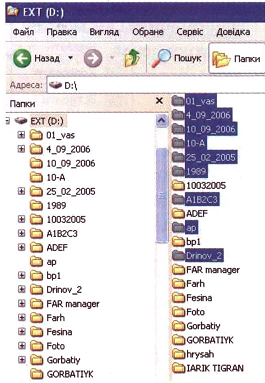 EXT (D:)
Файл Правка Вигляд Обране Сервіс Довідка
Назад Пошук Папки
Адреса: D:\
Папки
EXT (D:)
01_vas
4_09_2006
10_09_2006
10-A
25_02_2005
1989
10032005
A1B2C3
ADEF
ap
bp1
Drinov_2
FAR manager
Farh
Fesina
Foto
Gorbatiy
GORBATIYK
01_vas
4_09_2006
10_09_2006
10-A
25_02_2005
1989
10032005
A1B2C3
ADEF
ap
bp1
Drinov_2
FAR manager
Farh
Fesina
Foto
Gorbatiy
GORBATIYK
hrysah
IARIK TIGRAN